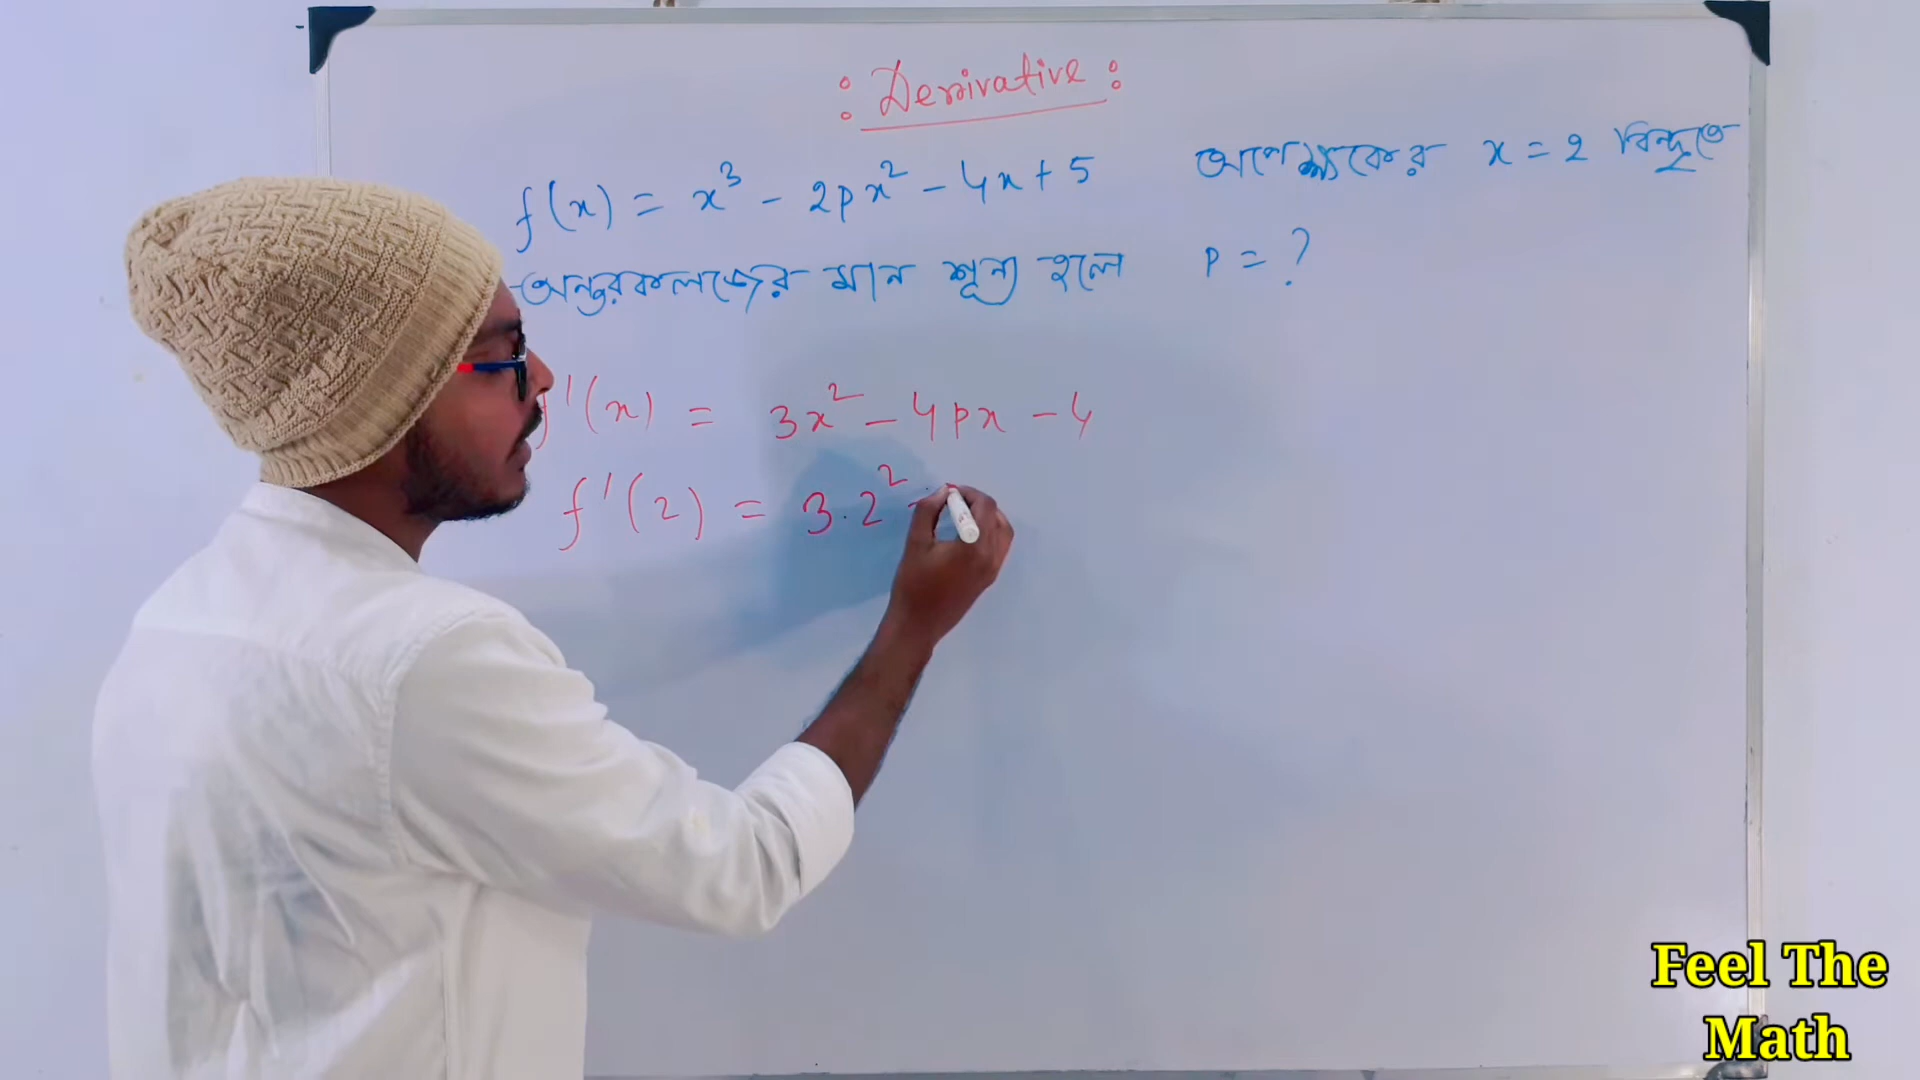 : Derivative :
f(x) = x³ - 2px² - 4x + 5 অপেক্ষকের x = 2 বিন্দুতে
অন্তরকলজের মান শূন্য হলে P = ?
f'(x) = 3x² - 4px - 4
f'(2) = 3.2² -
Feel The
Math